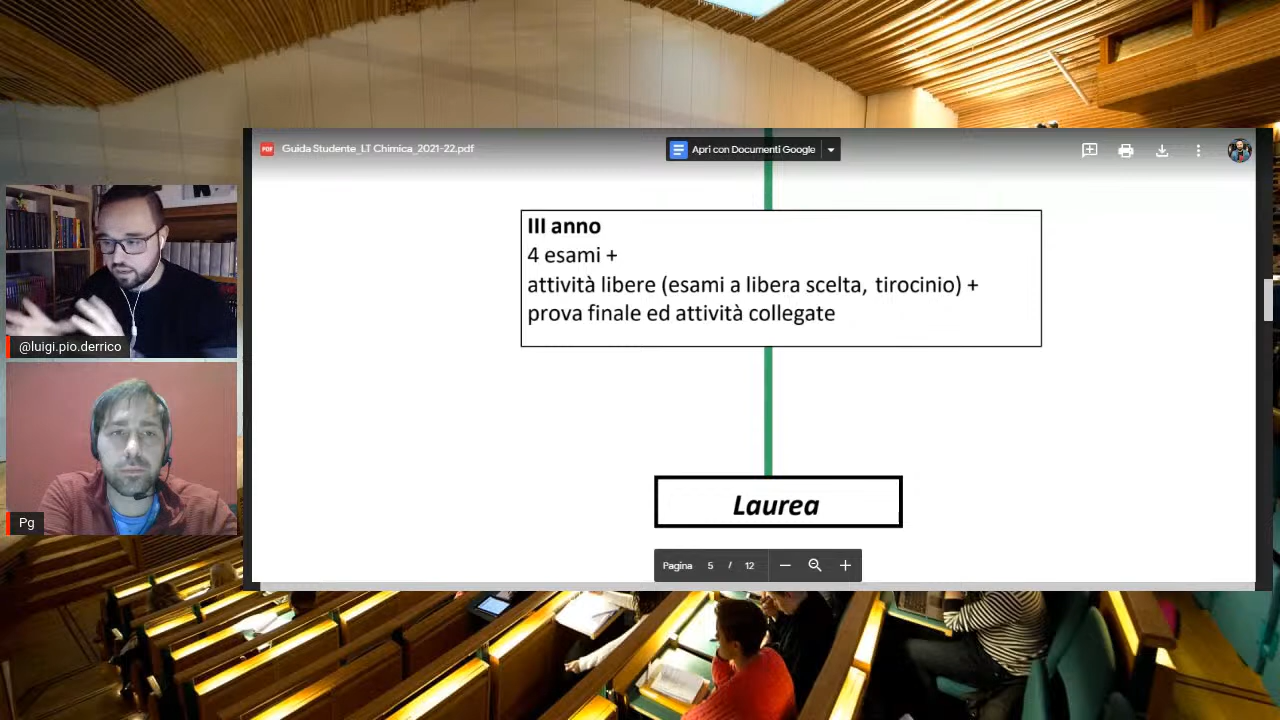 Guida Studente_LT Chimica_2021-22.pdf
Apri con Documenti Google
III anno
4 esami +
attività libere (esami a libera scelta, tirocinio) +
prova finale ed attività collegate
Laurea
Pagina 5 / 12
@luigi.pio.derrico
Pg